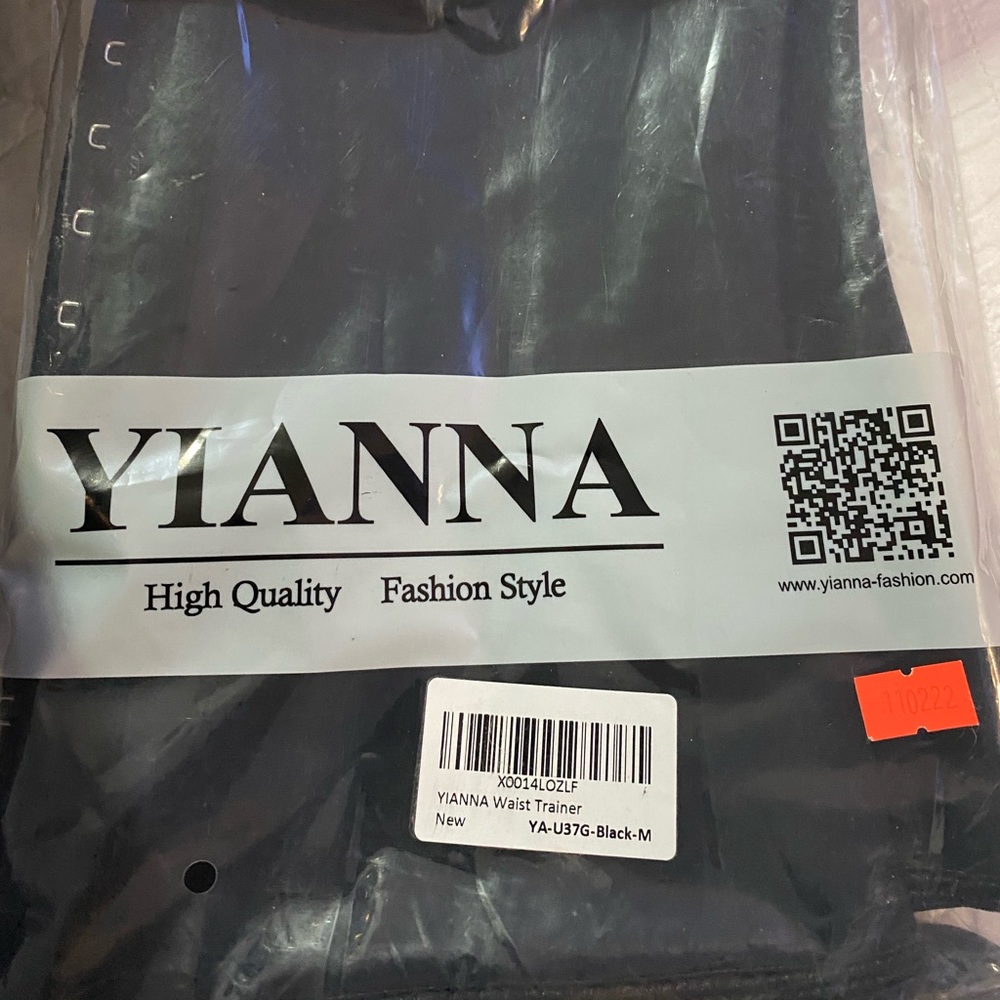 YIANNA
High Quality Fashion Style
www.yianna-fashion.com
110222
X0014LOZLF
YIANNA Waist Trainer
New YA-U37G-Black-M